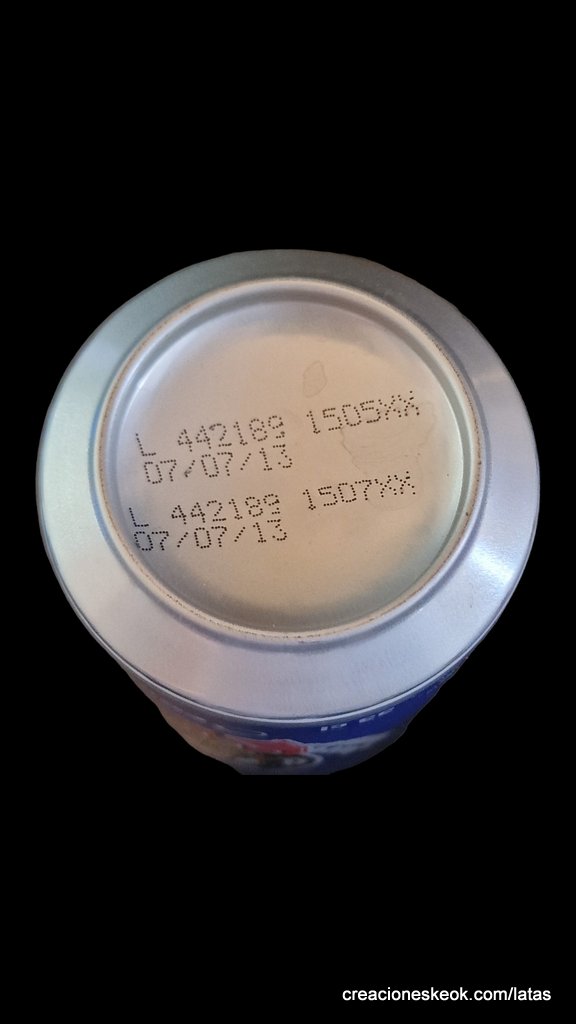 L 442189 1505XX
07/07/13
L 442189 1507XX
07/07/13
creacioneskeok.com/latas